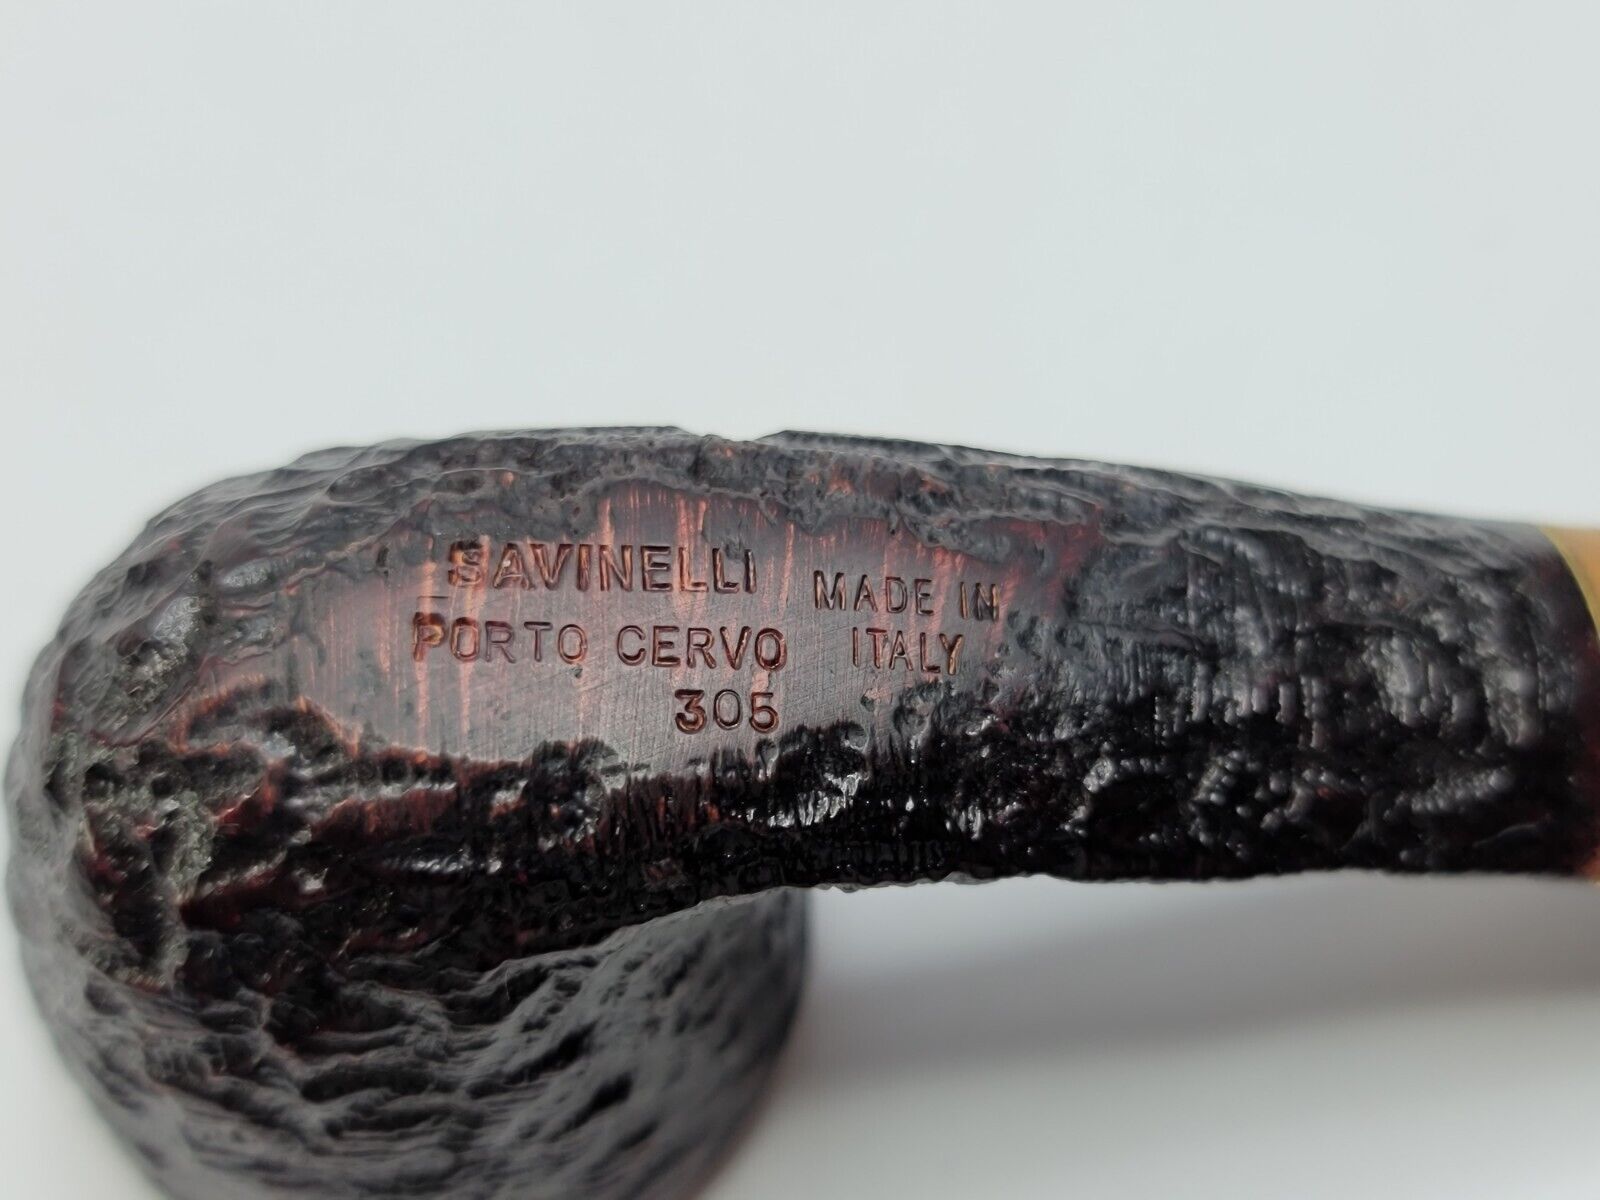 SAVINELLI
PORTO CERVO
305
MADE IN
ITALY